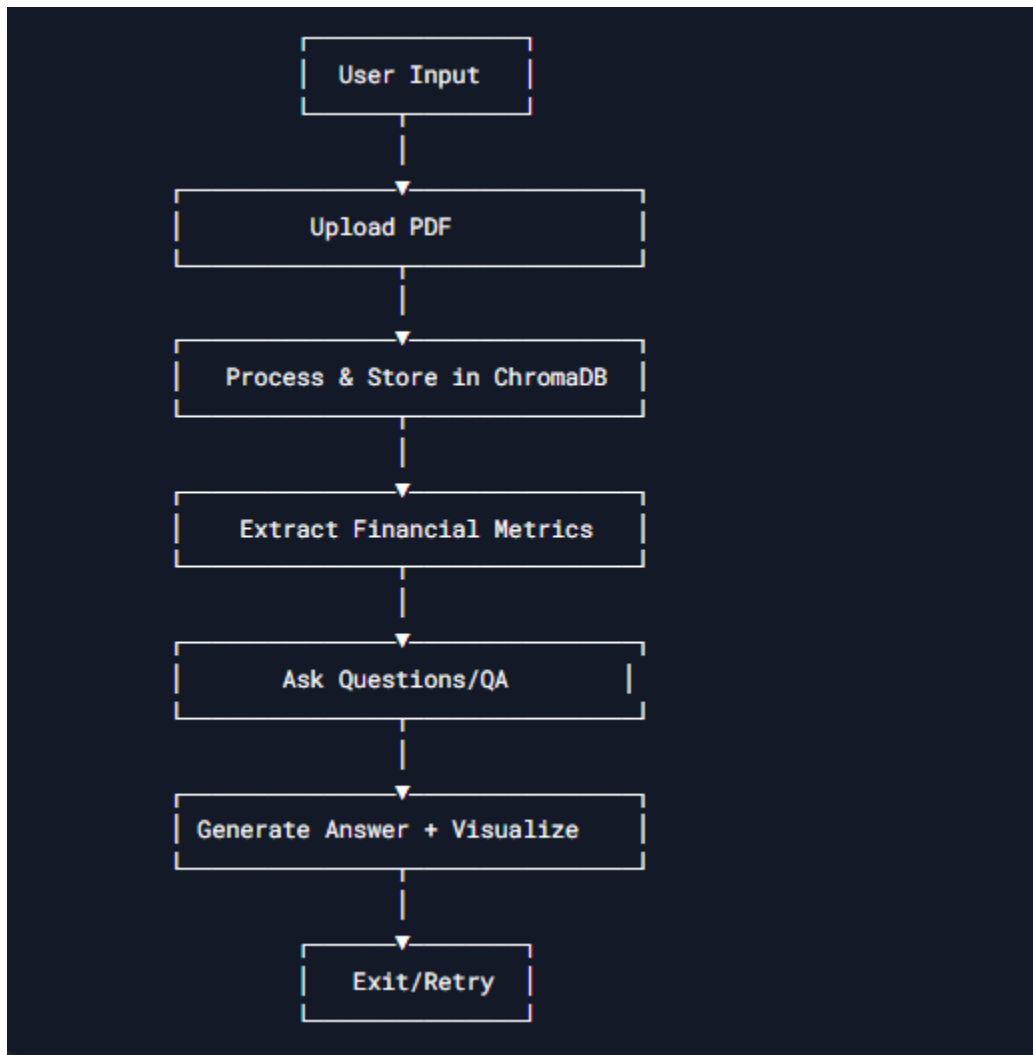 User Input
Upload PDF
Process & Store in ChromaDB
Extract Financial Metrics
Ask Questions/QA
Generate Answer + Visualize
Exit/Retry